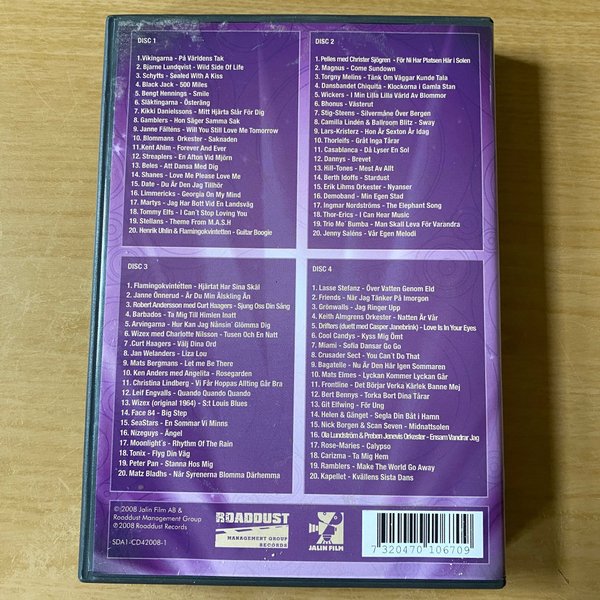 DISC 1
1.Vikingarna - På Världens Tak
2. Bjarne Lundqvist - Wild Side Of Life
3. Schytts - Sealed With A Kiss
4. Black Jack - 500 Miles
5. Bengt Hennings - Smile
6. Släktingarna - Österäng
7. Kikki Danielssons - Mitt Hjärta Slår För Dig
8. Gamblers - Hon Säger Samma Sak
9. Janne Fälténs - Will You Still Love Me Tomorrow
10. Blommans Orkester - Saknaden
11.Kent Ahlm - Forever And Ever
12. Streaplers - En Afton Vid Mjörn
13. Beles - Att Dansa Med Dig
14. Shanes - Love Me Please Love Me
15. Date - Du Är Den Jag Tillhör
16. Limmericks - Georgia On My Mind
17. Martys - Jag Har Bott Vid En Landsväg
18. Tommy Elfs - I Can't Stop Loving You
19. Stellans - Theme From M.A.S.H
20. Henrik Uhlin & Flamingokvintetten - Guitar Boogie
DISC 2
1. Pelles med Christer Sjögren - För Ni Har Platsen Här i Solen
2. Magnus - Come Sundown
3. Torgny Melins - Tänk Om Väggar Kunde Tala
4. Dansbandet Chiquita - Klockorna i Gamla Stan
5. Wickers - I Min Lilla Lilla Värld Av Blommor
6. Bhonus - Västerut
7. Stig-Steens - Silvermåne Över Bergen
8. Camilla Lindén & Ballroom Blitz - Sway
9. Lars-Kristerz - Hon Är Sexton År Idag
10. Thorleifs - Gråt Inga Tårar
11. Casablanca - Då Lyser En Sol
12. Dannys - Brevet
13. Hill-Tones - Mest Av Allt
14. Berth Idoffs - Stardust
15. Erik Lihms Orkester - Nyanser
16. Demoband - Min Egen Stad
17. Ingmar Nordströms - The Elephant Song
18. Thor-Erics - I Can Hear Music
19. Trio Me´ Bumba - Man Skall Leva För Varandra
20. Jenny Saléns - Vår Egen Melodi
DISC 3
1. Flamingokvintetten - Hjärtat Har Sina Skäl
2. Janne Önnerud - Är Du Min Älskling Än
3. Robert Andersson med Curt Haagers - Sjung Oss Din Sång
4. Barbados - Ta Mig Till Himlen Inatt
5. Arvingarna - Hur Kan Jag Nånsin Glömma Dig
6. Wizex med Charlotte Nilsson - Tusen Och En Natt
7 .Curt Haagers - Välj Dina Ord
8. Jan Welanders - Liza Lou
9. Mats Bergmans - Let me Be There
10. Ken Anders med Angelita - Rosegarden
11. Christina Lindberg - Vi Får Hoppas Allting Går Bra
12. Leif Engvalls - Quando Quando Quando
13. Wizex (original 1964) - S:t Louis Blues
14. Face 84 - Big Step
15. SeaStars - En Sommar Vi Minns
16. Nizeguys - Ängel
17. Moonlight´s - Rhythm Of The Rain
18. Tonix - Flyg Din Väg
19. Peter Pan - Stanna Hos Mig
20. Matz Bladhs - När Syrenerna Blomma Därhemma
DISC 4
1. Lasse Stefanz - Över Vatten Genom Eld
2. Friends - När Jag Tänker På Imorgon
3. Grönwalls - Jag Ringer Upp
4. Keith Almgrens Orkester - Natten Är Vår
5. Drifters (duett med Casper Janebrink) - Love Is In Your Eyes
6. Cool Candys - Kyss Mig Ömt
7. Miami - Sofia Dansar Go Go
8. Crusader Sect - You Can't Do That
9. Bagatelle - Nu Är Den Här Igen Sommaren
10. Mats Elmes - Lyckan Kommer Lyckan Går
11. Frontline - Det Börjar Verka Kärlek Banne Mej
12. Bert Bennys - Torka Bort Dina Tårar
13. Git Elfwing - För Ung
14. Helen & Gänget - Segla Din Båt i Hamn
15. Nick Borgen & Scan Seven - Midnattsolen
16. Ola Lundström & Preben Jenevis Orkester - Ensam Vandrar Jag
17. Rose-Maries - Calypso
18. Carizma - Ta Mig Hem
19. Ramblers - Make The World Go Away
20. Kapellet - Kvällens Sista Dans
©2008 Jalin Film AB &
Roaddust Management Group
℗2008 Roaddust Records
SDA1-CD42008-1
ROADDUST
MANAGEMENT GROUP
RECORDS
JALIN FILM
7 320470 106709